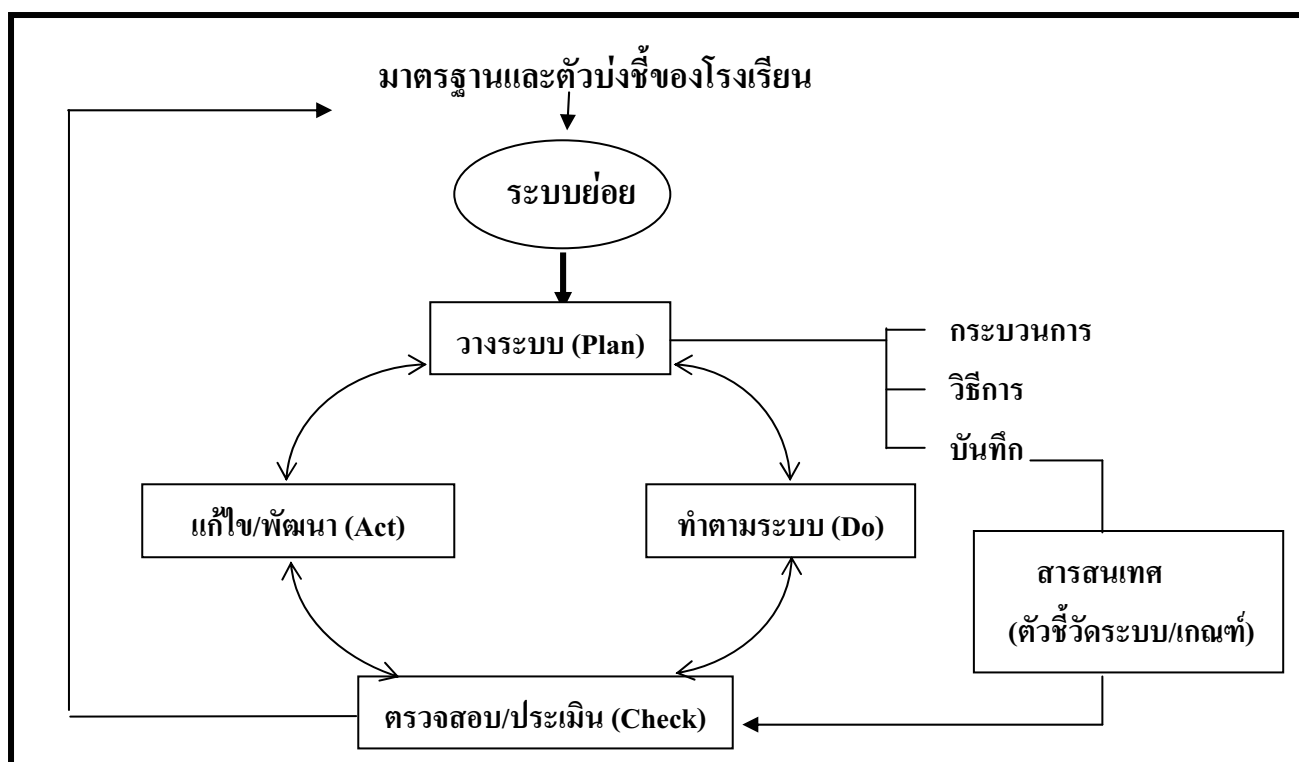 มาตรฐานและตัวบ่งชี้ของโรงเรียน
ระบบย่อย
วางระบบ (Plan)
กระบวนการ
วิธีการ
บันทึก
แก้ไข/พัฒนา (Act)
ทำตามระบบ (Do)
สารสนเทศ
(ตัวชี้วัดระบบ/เกณฑ์)
ตรวจสอบ/ประเมิน (Check)